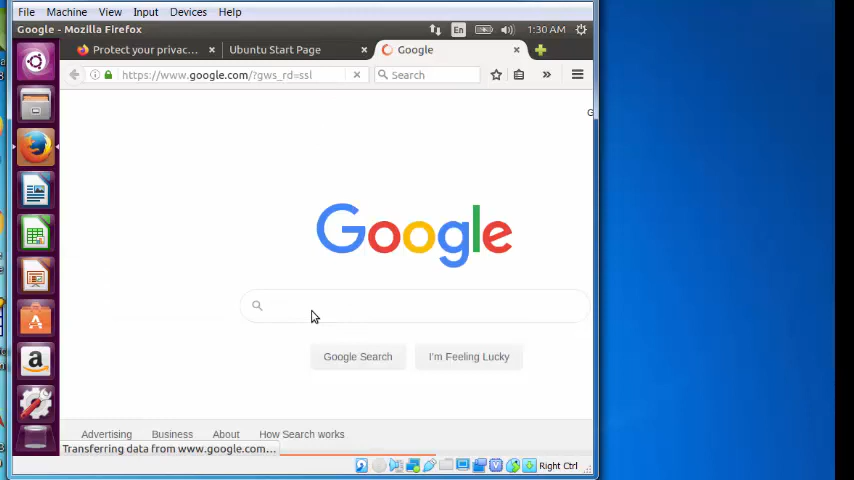 File Machine View Input Devices Help
Google - Mozilla Firefox En 1:30 AM
Protect your privac... Ubuntu Start Page Google
https://www.google.com/?gws_rd=ssl Search
G
Google
Google Search I'm Feeling Lucky
Advertising Business About How Search works
Transferring data from www.google.com...
Right Ctrl